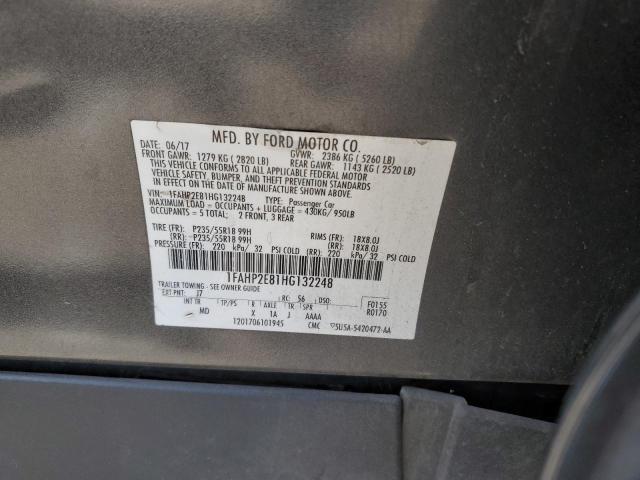 MFD. BY FORD MOTOR CO.
DATE: 06/17 GVWR: 2386 KG (5260 LB)
FRONT GAWR: 1279 KG (2820 LB) REAR GAWR: 1143 KG (2520 LB)
THIS VEHICLE CONFORMS TO ALL APPLICABLE FEDERAL MOTOR
VEHICLE SAFETY, BUMPER, AND THEFT PREVENTION STANDARDS
IN EFFECT ON THE DATE OF MANUFACTURE SHOWN ABOVE.
VIN: 1FAHP2E81HG132248 TYPE: Passenger Car
MAXIMUM LOAD = OCCUPANTS + LUGGAGE = 430KG/ 950LB
OCCUPANTS = 5 TOTAL: 2 FRONT, 3 REAR
TIRE (FR): P235/55R18 99H RIMS (FR): 18X8.0J
(RR): P235/55R18 99H (RR): 18X8.0J
PRESSURE (FR): 220 kPa/ 32 PSI COLD (RR) 220 kPa/ 32 PSI COLD
1FAHP2E81HG132248
TRAILER TOWING - SEE OWNER GUIDE
EXT PNT: J7 RC: 56 DSO: F0155
INT TR TP/PS R AXLE TR SPR R0170
MD X 1A J AAAA
1201706101945 CMC 5U5A-5420472-AA